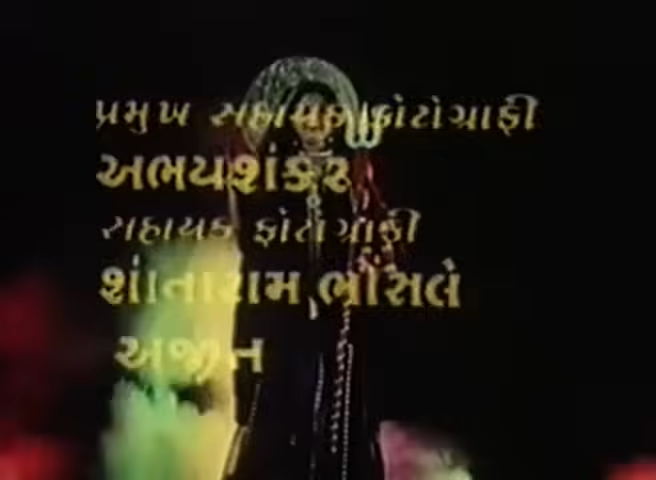 પ્રમુખ સહાયક ફોટોગ્રાફી
અભયશંકર
સહાયક ફોટોગ્રાફી
શાંતારામ ભોંસલે
અજીત